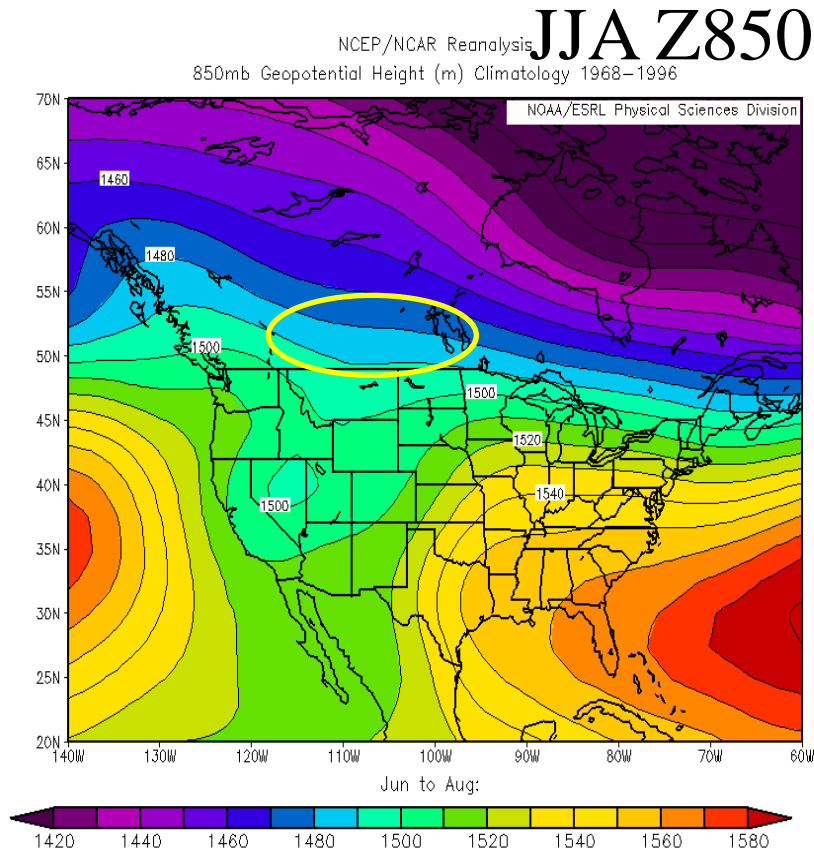 NCEP/NCAR Reanalysis
JJA Z850
850mb Geopotential Height (m) Climatology 1968-1996
NOAA/ESRL Physical Sciences Division
70N
65N
60N
55N
50N
45N
40N
35N
30N
25N
20N
1460
1480
1500
1500
1520
1540
1500
140W 130W 120W 110W 100W 90W 80W 70W 60W
Jun to Aug:
1420 1440 1460 1480 1500 1520 1540 1560 1580